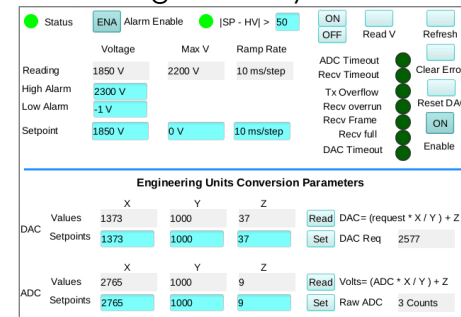 Status ENA Alarm Enable |SP - HV| > 50 ON
OFF Read V Refresh
Voltage Max V Ramp Rate
ADC Timeout
Reading 1850 V 2200 V 10 ms/step Recv Timeout Clear Erro
High Alarm 2300 V Tx Overflow
Low Alarm -1 V Recv overrun Reset DA
Recv Frame
Setpoint 1850 V 0 V 10 ms/step Recv full ON
DAC Timeout Enable
Engineering Units Conversion Parameters
X Y Z
Values 1373 1000 37 Read DAC= (request * X / Y ) + Z
DAC
Setpoints 1373 1000 37 Set DAC Req 2577
X Y Z
Values 2765 1000 9 Read Volts= (ADC * X / Y ) + Z
ADC
Setpoints 2765 1000 9 Set Raw ADC 3 Counts